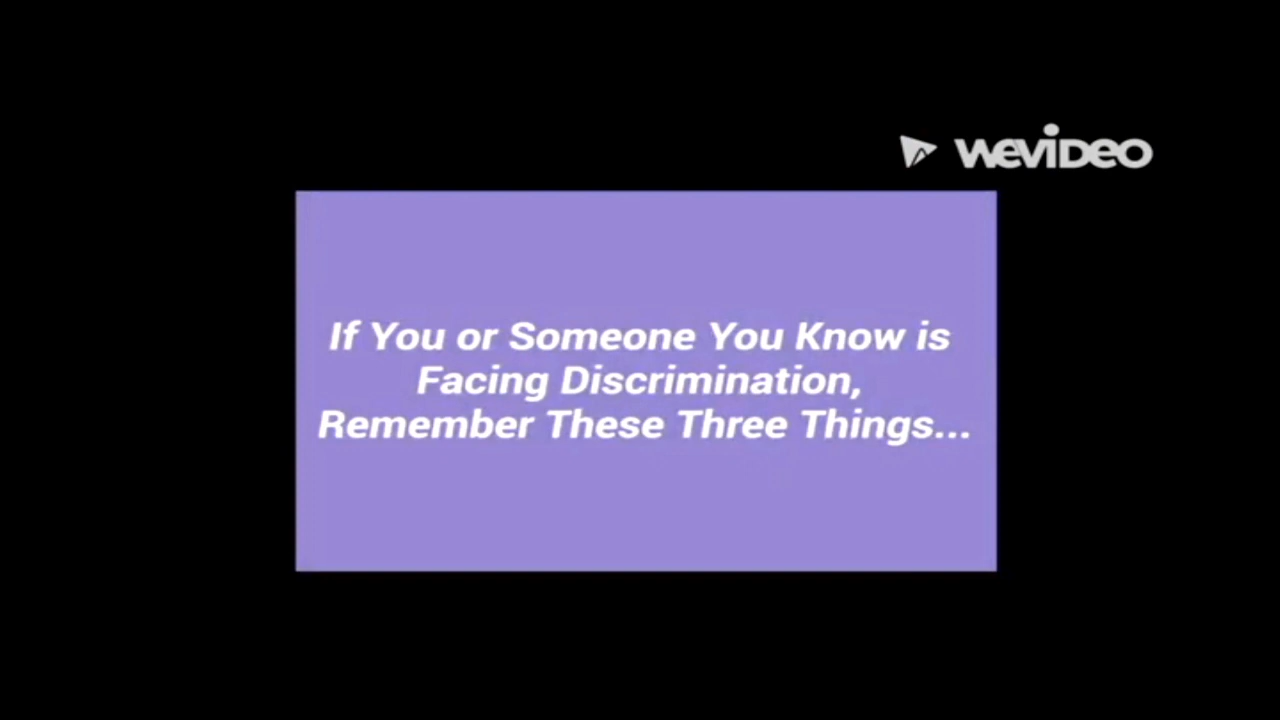 wevideo
If You or Someone You Know is
Facing Discrimination,
Remember These Three Things...